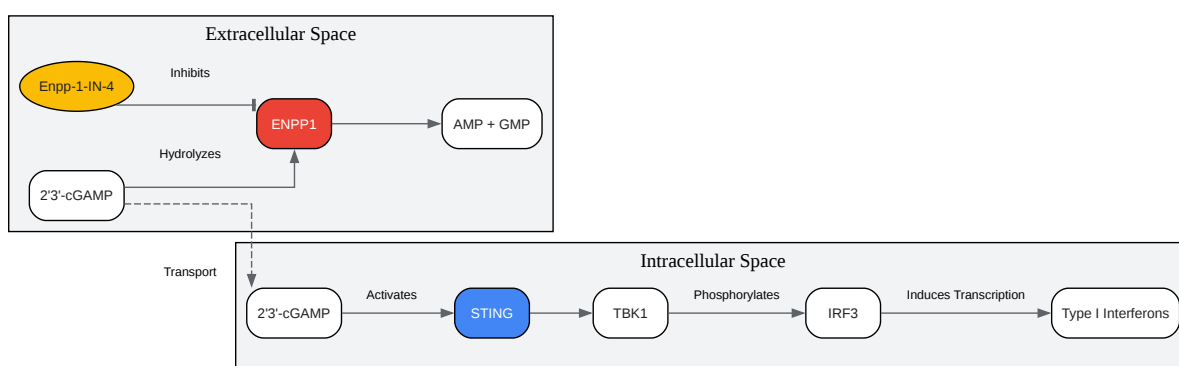 Extracellular Space
Inhibits
Enpp-1-IN-4
ENPP1
AMP + GMP
Hydrolyzes
2'3'-cGAMP
Transport
Intracellular Space
2'3'-cGAMP
Activates
STING
TBK1
Phosphorylates
IRF3
Induces Transcription
Type I Interferons